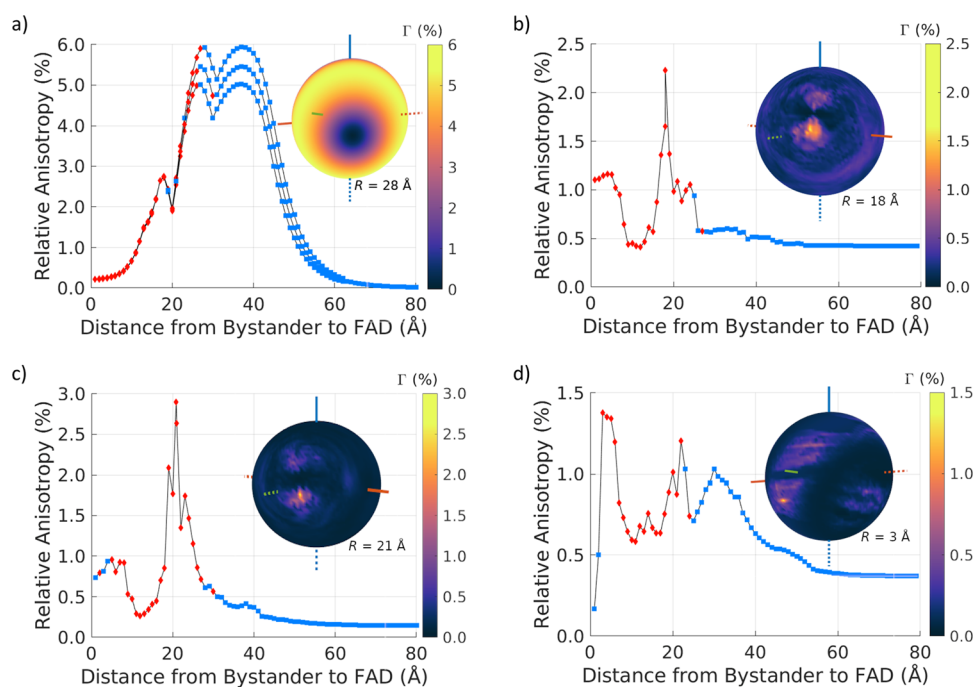 a)
Γ (%)
Relative Anisotropy (%)
6.0
5.0
4.0
3.0
2.0
1.0
0.0
0 20 40 60 80
Distance from Bystander to FAD (Å)
R = 28 Å
6
5
4
3
2
1
0
b)
Γ (%)
Relative Anisotropy (%)
2.5
2.0
1.5
1.0
0.5
0.0
0 20 40 60 80
Distance from Bystander to FAD (Å)
R = 18 Å
2.5
2.0
1.5
1.0
0.5
0.0
c)
Γ (%)
Relative Anisotropy (%)
3.0
2.5
2.0
1.5
1.0
0.5
0.0
0 20 40 60 80
Distance from Bystander to FAD (Å)
R = 21 Å
3.0
2.5
2.0
1.5
1.0
0.5
0.0
d)
Γ (%)
Relative Anisotropy (%)
1.5
1.0
0.5
0.0
0 20 40 60 80
Distance from Bystander to FAD (Å)
R = 3 Å
1.5
1.0
0.5
0.0